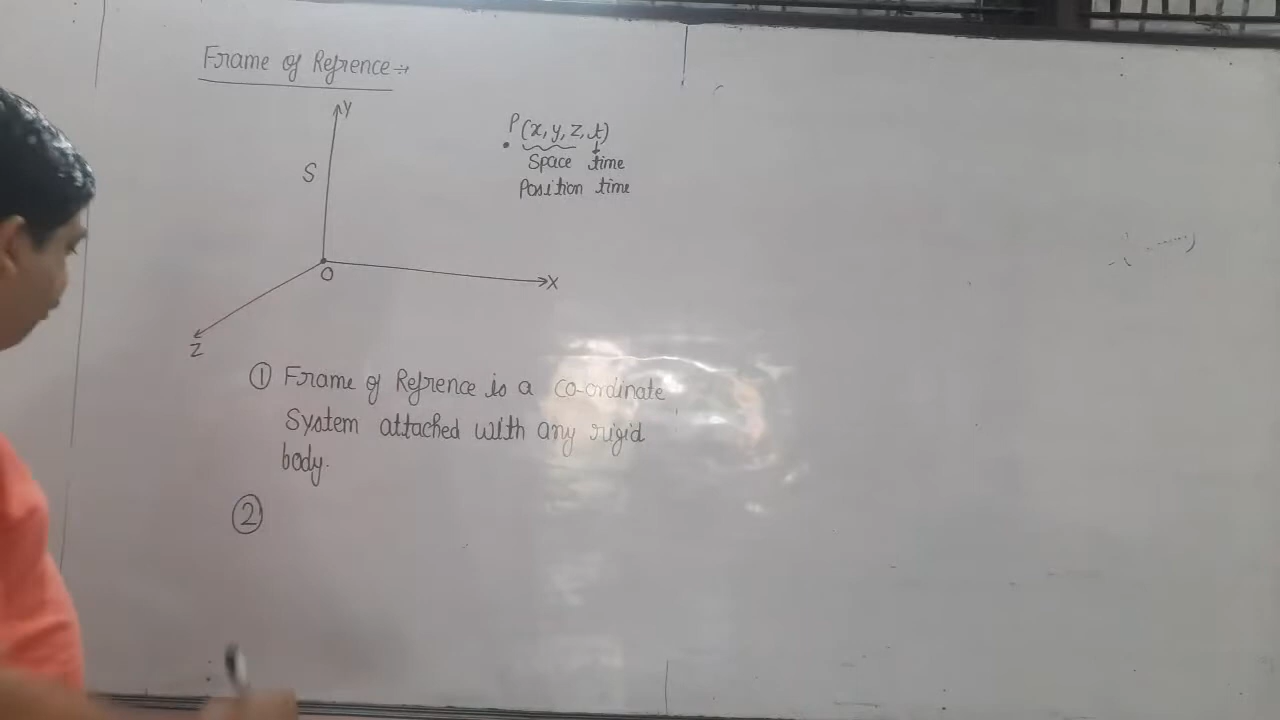 Frame of Refrence :-
Y
P(x, y, z, t)
Space time
Position time
S
O
X
Z
① Frame of Refrence is a co-ordinate
System attached with any rigid
body.
②